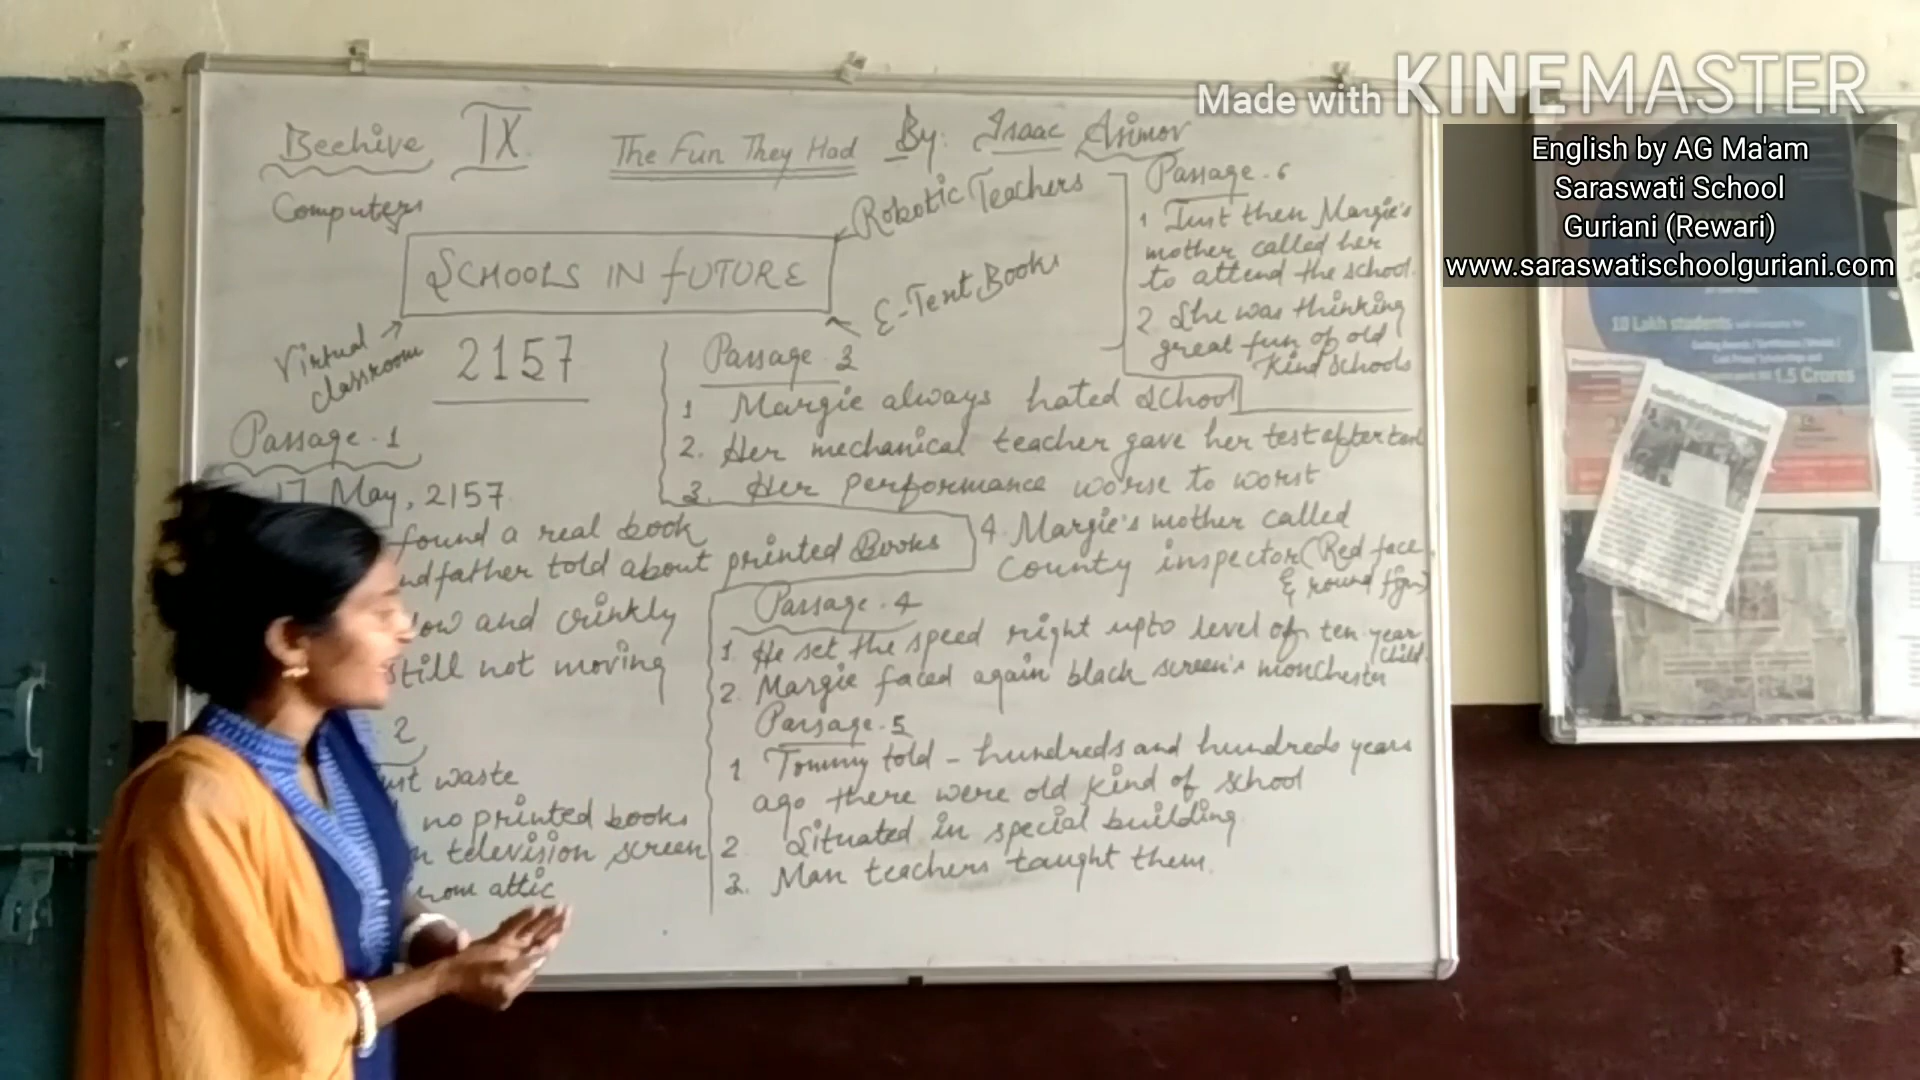 Made with KINEMASTER
English by AG Ma'am
Saraswati School
Guriani (Rewari)
www.saraswatischoolguriani.com
Beehive IX
The Fun They Had By: Isaac Asimov
Computers
Robotic Teachers
SCHOOLS IN FUTURE
E-Text Books
Virtual classroom
2157
Passage-1
17 May, 2157
found a real book
told about printed Books
and crinkly
still not moving
2
waste
no printed books
television screen
attic
Passage 3
1 Margie always hated School
2. Her mechanical teacher gave her test after test
3. Her performance worse to worst
4. Margie's mother called
County inspector (Red face
& round
Passage-4
1. He set the speed right upto level of ten year
child
2. Margie faced again black screen's
Passage-5
1 Tommy told - hundreds and hundreds years
ago there were old kind of school
2 Situated in special building
3. Man teachers taught them.
Passage-6
1 Just then Margie's
mother called her
to attend the school.
2 She was thinking
great fun of old
kind schools
10 Lakh students
1.5 Crores